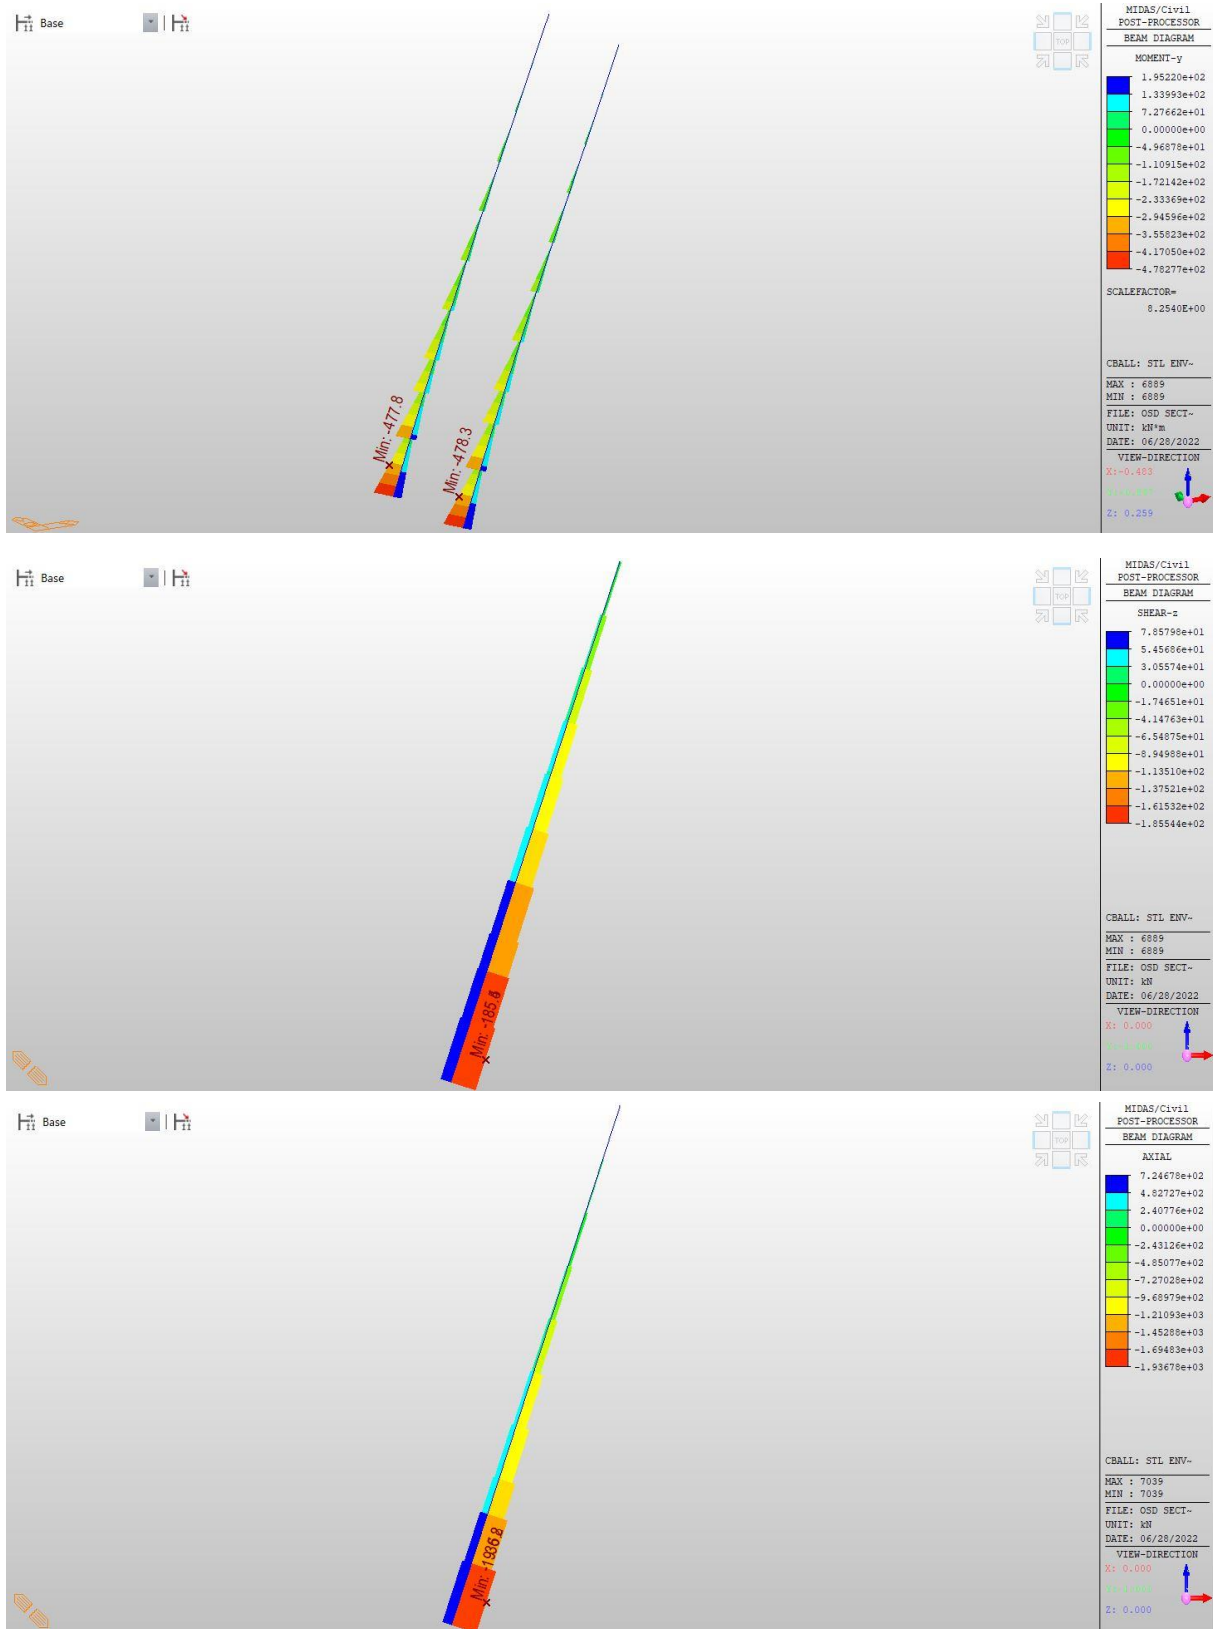 Base
TOP
MIDAS/Civil
POST-PROCESSOR
BEAM DIAGRAM
MOMENT-y
1.95220e+02
1.33993e+02
7.27662e+01
0.00000e+00
-4.96878e+01
-1.10915e+02
-1.72142e+02
-2.33369e+02
-2.94596e+02
-3.55823e+02
-4.17050e+02
-4.78277e+02
SCALEFACTOR=
8.2540E+00
CBALL: STL ENV~
MAX : 6889
MIN : 6889
FILE: OSD SECT~
UNIT: kN*m
DATE: 06/28/2022
VIEW-DIRECTION
X:-0.483
Z: 0.259
Min: -477.8
Min: -478.3
Base
TOP
MIDAS/Civil
POST-PROCESSOR
BEAM DIAGRAM
SHEAR-z
7.85798e+01
5.45686e+01
3.05574e+01
0.00000e+00
-1.74651e+01
-4.14763e+01
-6.54875e+01
-8.94988e+01
-1.13510e+02
-1.37521e+02
-1.61532e+02
-1.85544e+02
CBALL: STL ENV~
MAX : 6889
MIN : 6889
FILE: OSD SECT~
UNIT: kN
DATE: 06/28/2022
VIEW-DIRECTION
X: 0.000
Z: 0.000
Min:
Base
TOP
MIDAS/Civil
POST-PROCESSOR
BEAM DIAGRAM
AXIAL
7.24678e+02
4.82727e+02
2.40776e+02
0.00000e+00
-2.43126e+02
-4.85077e+02
-7.27028e+02
-9.68979e+02
-1.21093e+03
-1.45288e+03
-1.69483e+03
-1.93678e+03
CBALL: STL ENV~
MAX : 7039
MIN : 7039
FILE: OSD SECT~
UNIT: kN
DATE: 06/28/2022
VIEW-DIRECTION
X: 0.000
Z: 0.000
Min: